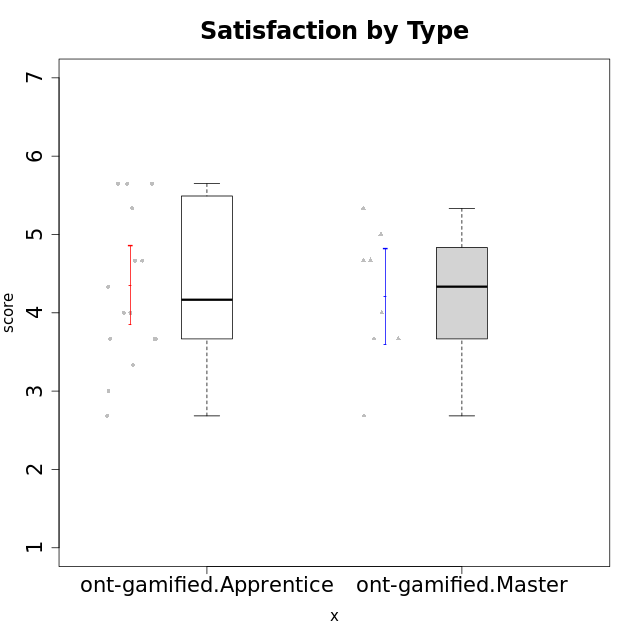 Satisfaction by Type
7
6
5
4
3
2
1
score
ont-gamified.Apprentice
ont-gamified.Master
x